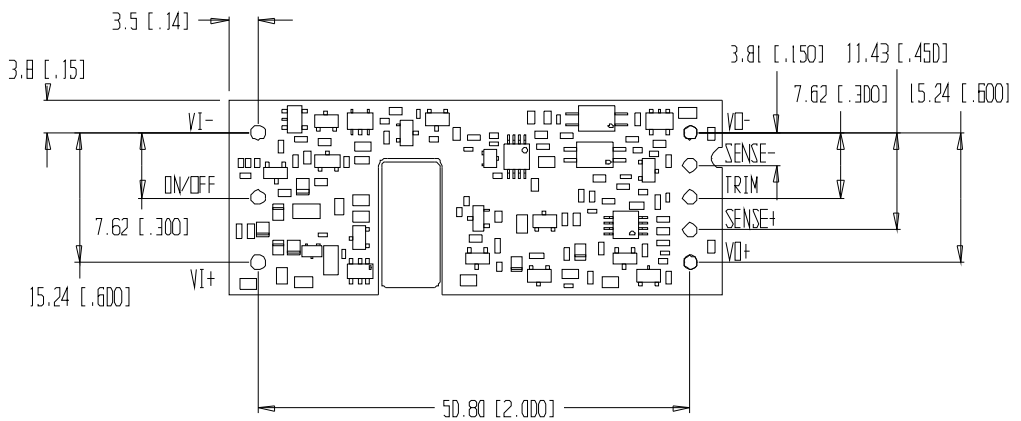 3.5 [.14]
3.8 [.15]
3.81 [.150]
11.43 [.450]
7.62 [.300]
15.24 [.600]
VI-
VO-
SENSE-
ON/OFF
TRIM
7.62 [.300]
SENSE+
VO+
VI+
15.24 [.600]
50.80 [2.000]